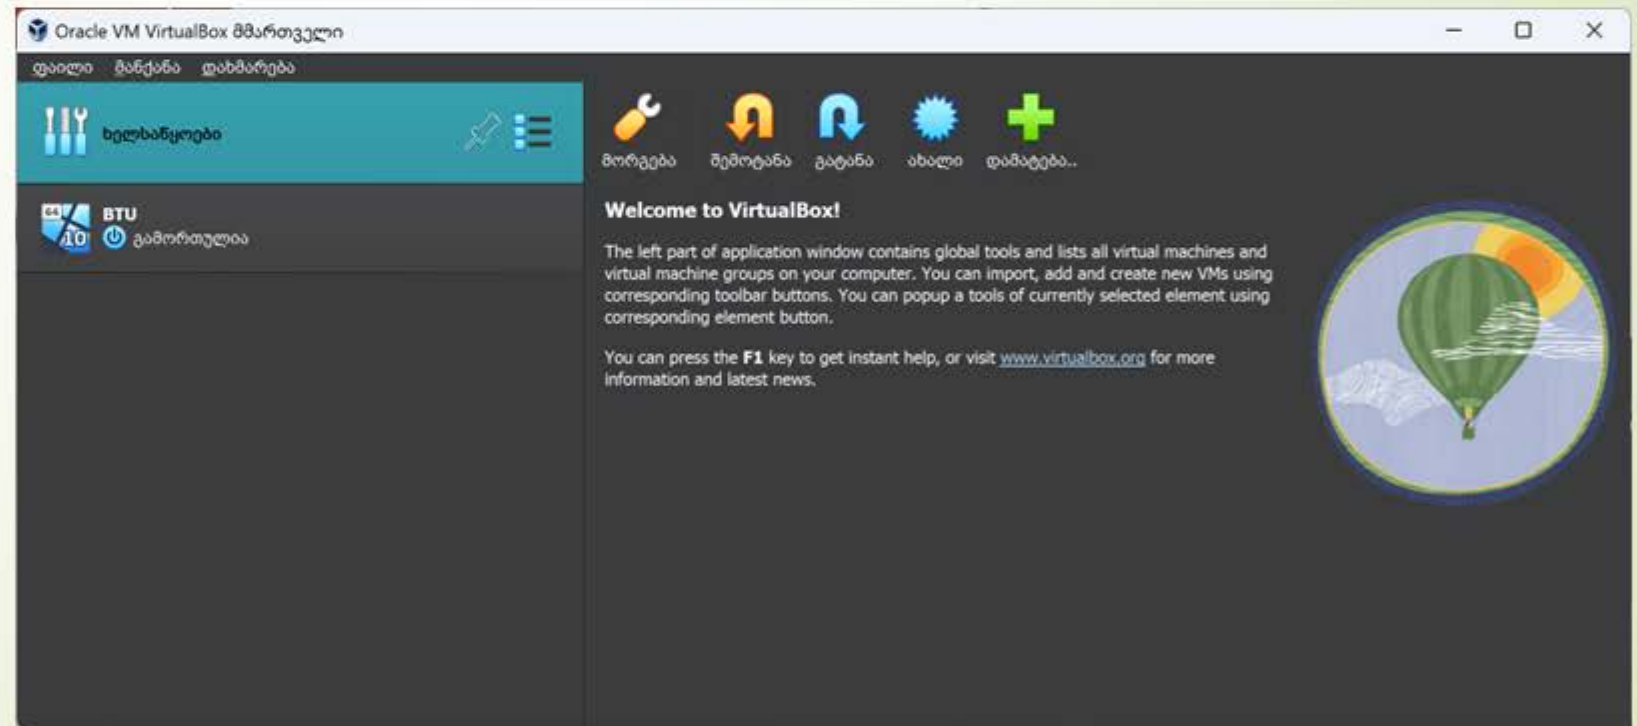 Oracle VM VirtualBox მმართველი
ფაილი მანქანა დახმარება
ხელსაწყოები
64
10
BTU
გამორთულია
მორგება შემოტანა გატანა ახალი დამატება..
Welcome to VirtualBox!
The left part of application window contains global tools and lists all virtual machines and
virtual machine groups on your computer. You can import, add and create new VMs using
corresponding toolbar buttons. You can popup a tools of currently selected element using
corresponding element button.
You can press the F1 key to get instant help, or visit www.virtualbox.org for more
information and latest news.